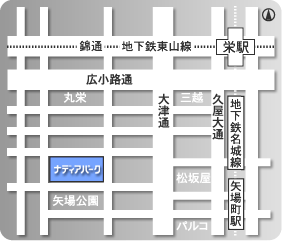 錦通 地下鉄東山線 栄駅
広小路通
丸栄 三越
大津通
久屋大通
地下鉄名城線
ナディアパーク
松坂屋
矢場町駅
矢場公園
パルコ